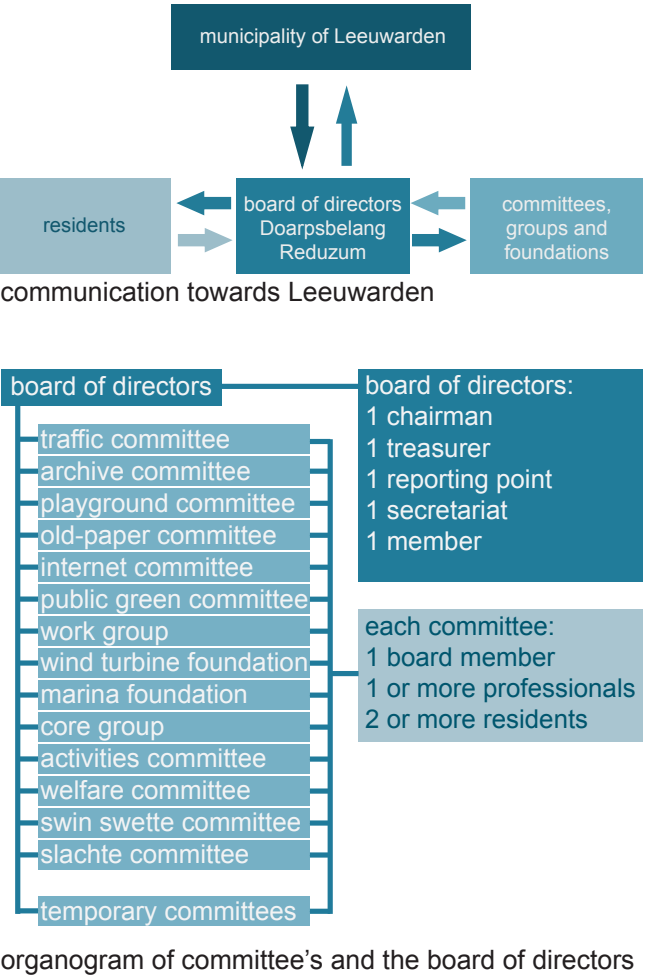 municipality of Leeuwarden
residents
board of directors
Doarpsbelang
Reduzum
committees,
groups and
foundations
communication towards Leeuwarden
board of directors
traffic committee
archive committee
playground committee
old-paper committee
internet committee
public green committee
work group
wind turbine foundation
marina foundation
core group
activities committee
welfare committee
swin swette committee
slachte committee
temporary committees
board of directors:
1 chairman
1 treasurer
1 reporting point
1 secretariat
1 member
each committee:
1 board member
1 or more professionals
2 or more residents
organogram of committee's and the board of directors